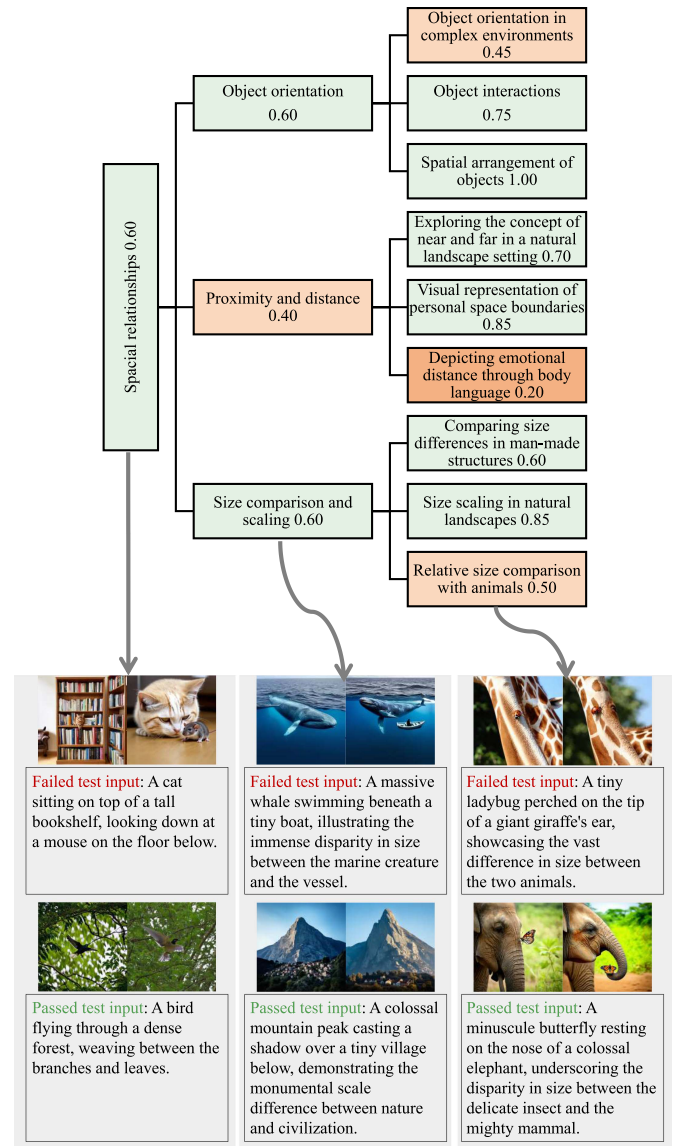 Object orientation in
complex environments
0.45
Object orientation
0.60
Object interactions
0.75
Spatial arrangement of
objects 1.00
Spacial relationships 0.60
Exploring the concept of
near and far in a natural
landscape setting 0.70
Proximity and distance
0.40
Visual representation of
personal space boundaries
0.85
Depicting emotional
distance through body
language 0.20
Comparing size
differences in man-made
structures 0.60
Size comparison and
scaling 0.60
Size scaling in natural
landscapes 0.85
Relative size comparison
with animals 0.50
Failed test input: A cat
sitting on top of a tall
bookshelf, looking down at
a mouse on the floor below.
Failed test input: A massive
whale swimming beneath a
tiny boat, illustrating the
immense disparity in size
between the marine creature
and the vessel.
Failed test input: A tiny
ladybug perched on the tip
of a giant giraffe's ear,
showcasing the vast
difference in size between
the two animals.
Passed test input: A bird
flying through a dense
forest, weaving between the
branches and leaves.
Passed test input: A colossal
mountain peak casting a
shadow over a tiny village
below, demonstrating the
monumental scale
difference between nature
and civilization.
Passed test input: A
minuscule butterfly resting
on the nose of a colossal
elephant, underscoring the
disparity in size between the
delicate insect and the
mighty mammal.